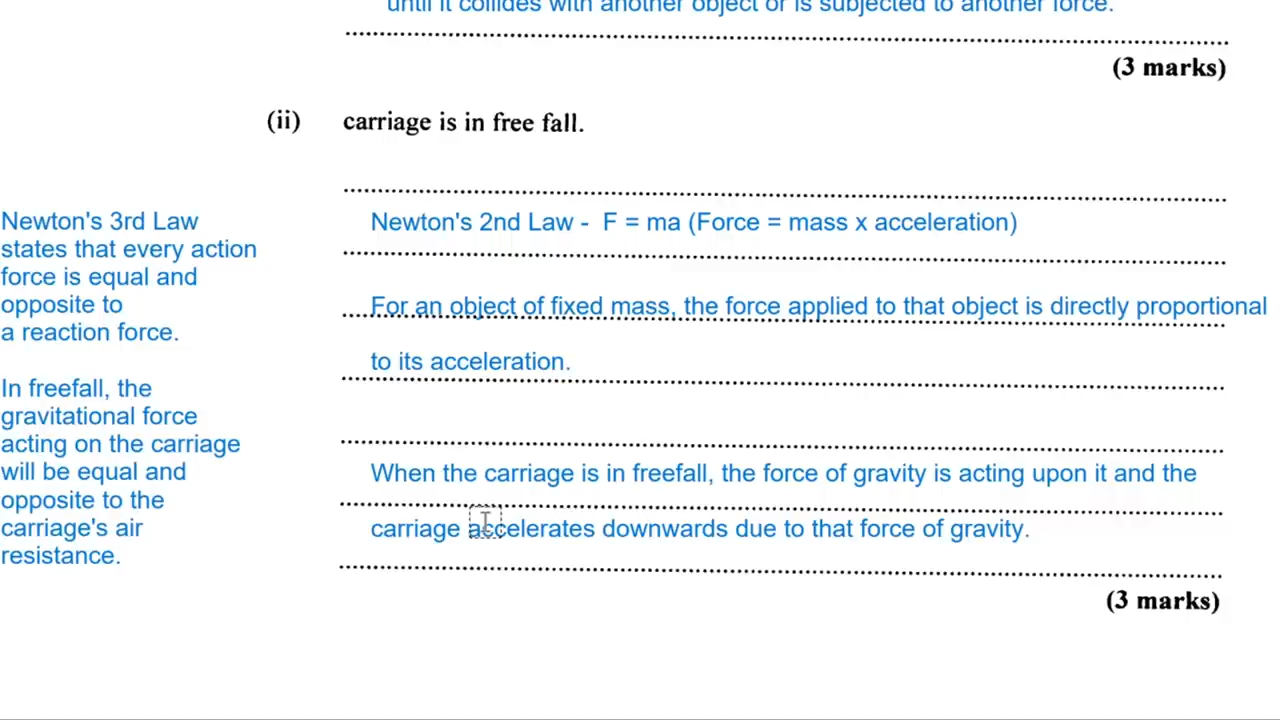 until it collides with another object or is subjected to another force.
(3 marks)
(ii) carriage is in free fall.
Newton's 3rd Law
states that every action
force is equal and
opposite to
a reaction force.
In freefall, the
gravitational force
acting on the carriage
will be equal and
opposite to the
carriage's air
resistance.
Newton's 2nd Law - F = ma (Force = mass x acceleration)
For an object of fixed mass, the force applied to that object is directly proportional
to its acceleration.
When the carriage is in freefall, the force of gravity is acting upon it and the
carriage accelerates downwards due to that force of gravity.
(3 marks)